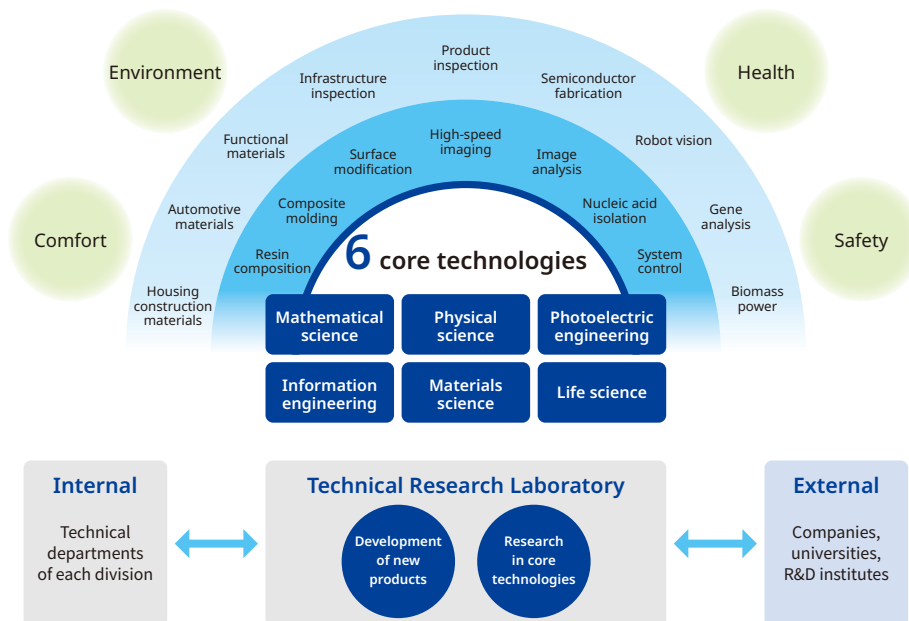 Environment
Health
Comfort
Safety
Product
inspection
Infrastructure
inspection
Semiconductor
fabrication
Functional
materials
Robot vision
Automotive
materials
Gene
analysis
Housing
construction
materials
Biomass
power
High-speed
imaging
Surface
modification
Image
analysis
Composite
molding
Nucleic acid
isolation
Resin
composition
System
control
6 core technologies
Mathematical
science
Physical
science
Photoelectric
engineering
Information
engineering
Materials
science
Life science
Internal
Technical
departments
of each division
Technical Research Laboratory
Development
of new
products
Research
in core
technologies
External
Companies,
universities,
R&D institutes